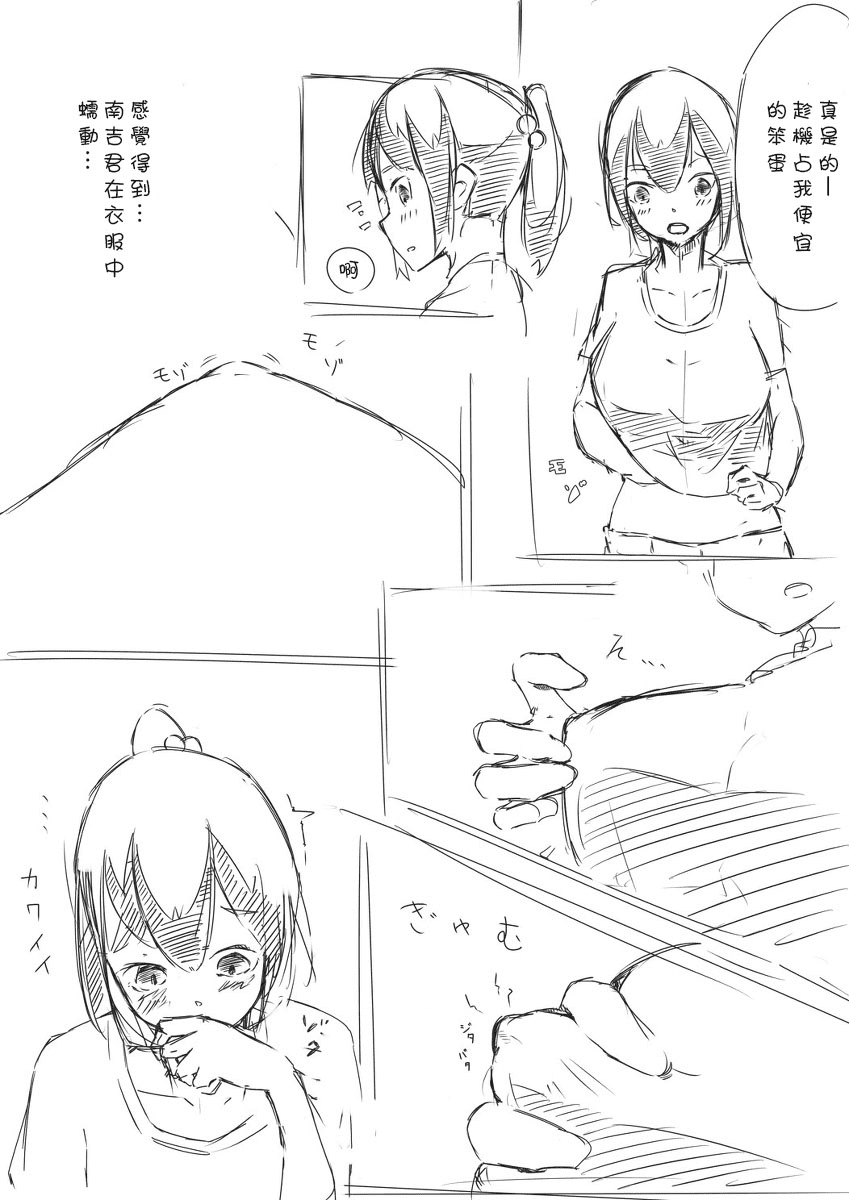 真是的—
趁機占我便宜
的笨蛋
啊
モゾ
感覺得到…
南吉君在衣服中
蠕動…
モゾ
モゾ
え…
ぎゅむ
ジタバタ
カワイイ